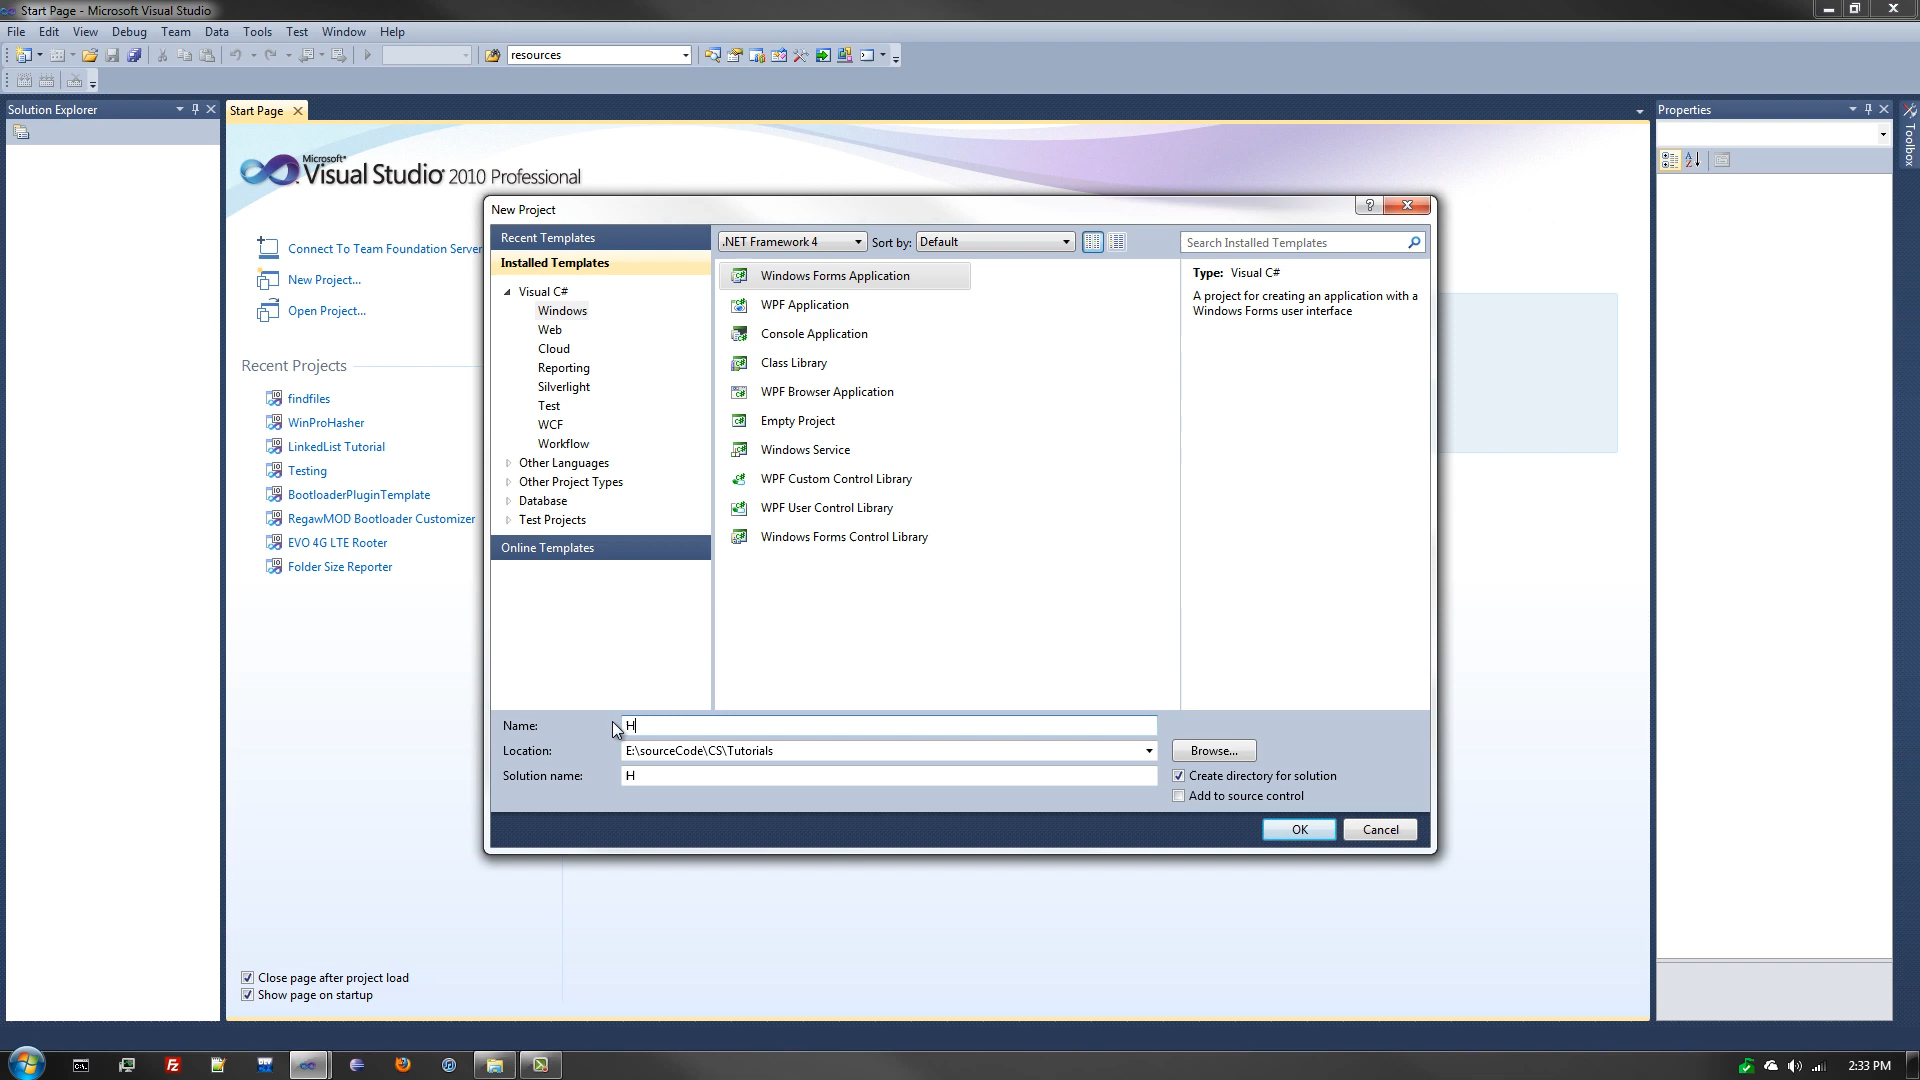 Start Page - Microsoft Visual Studio
File Edit View Debug Team Data Tools Test Window Help
resources
Solution Explorer
Start Page
Properties
Toolbox
Microsoft®
Visual Studio® 2010 Professional
Connect To Team Foundation Server
New Project...
Open Project...
Recent Projects
findfiles
WinProHasher
LinkedList Tutorial
Testing
BootloaderPluginTemplate
RegawMOD Bootloader Customizer
EVO 4G LTE Rooter
Folder Size Reporter
Close page after project load
Show page on startup
New Project
Recent Templates
Installed Templates
Visual C#
Windows
Web
Cloud
Reporting
Silverlight
Test
WCF
Workflow
Other Languages
Other Project Types
Database
Test Projects
Online Templates
.NET Framework 4 Sort by: Default
Search Installed Templates
Windows Forms Application
WPF Application
Console Application
Class Library
WPF Browser Application
Empty Project
Windows Service
WPF Custom Control Library
WPF User Control Library
Windows Forms Control Library
Type: Visual C#
A project for creating an application with a
Windows Forms user interface
Name: H
Location: E:\sourceCode\CS\Tutorials Browse...
Solution name: H
Create directory for solution
Add to source control
OK Cancel
2:33 PM